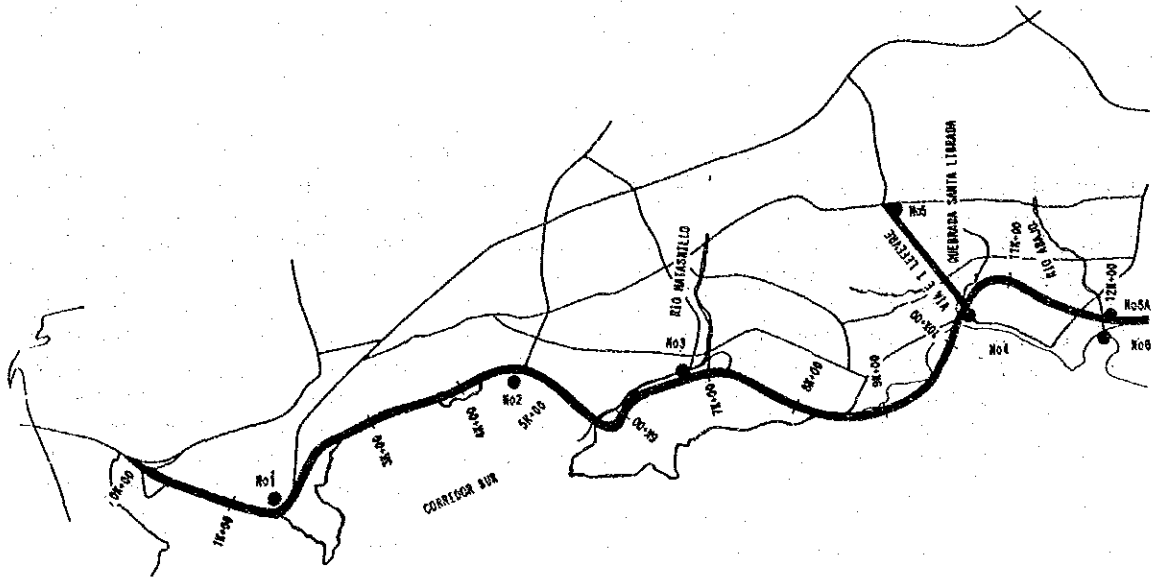 0K+00
1K+00
No1
3K+00
4K+00
No2
5K+00
CORRIDOR SUR
6K+00
No3
RIO MATASNILLO
7K+00
8K+00
9K+00
10K+00
VIA E I LEFEVRE
No5
QUEBRADA SANTA LIBRADA
No4
11K+00
RIO ABAJO
12K+00
No5A
No6